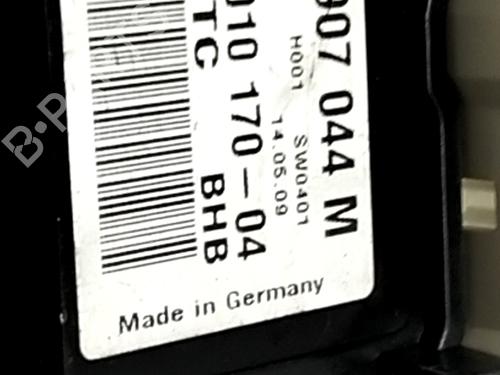 907 044 M
H001 SW0401
14.05.09
010 170-04
TC BHB
Made in Germany